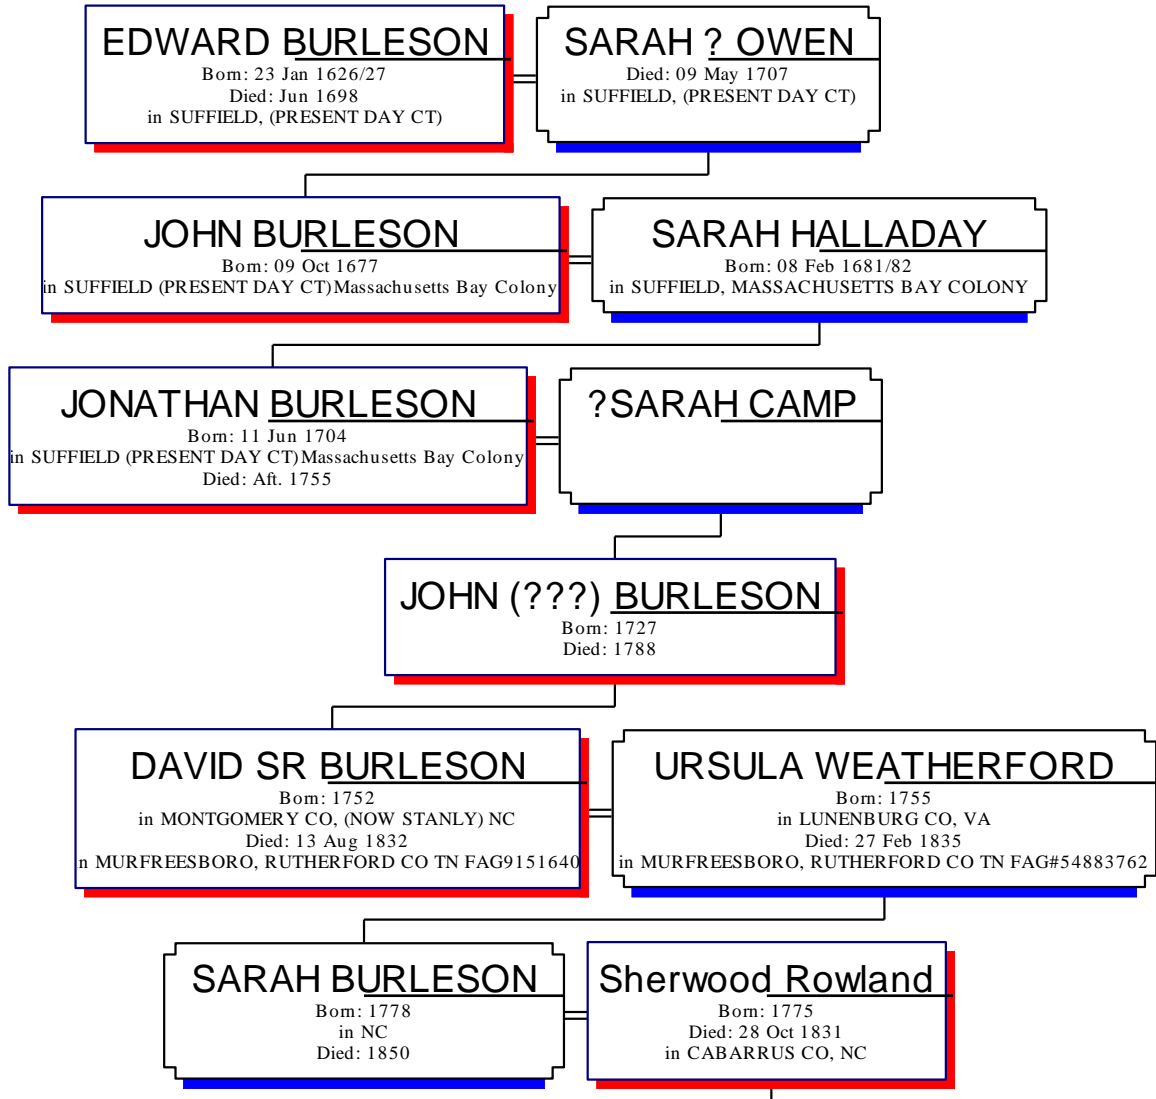 EDWARD BURLESON
Born: 23 Jan 1626/27
Died: Jun 1698
in SUFFIELD, (PRESENT DAY CT)
SARAH ? OWEN
Died: 09 May 1707
in SUFFIELD, (PRESENT DAY CT)
JOHN BURLESON
Born: 09 Oct 1677
in SUFFIELD (PRESENT DAY CT) Massachusetts Bay Colony
SARAH HALLADAY
Born: 08 Feb 1681/82
in SUFFIELD, MASSACHUSETTS BAY COLONY
JONATHAN BURLESON
Born: 11 Jun 1704
in SUFFIELD (PRESENT DAY CT) Massachusetts Bay Colony
Died: Aft. 1755
?SARAH CAMP
JOHN (???) BURLESON
Born: 1727
Died: 1788
DAVID SR BURLESON
Born: 1752
in MONTGOMERY CO, (NOW STANLY) NC
Died: 13 Aug 1832
in MURFREESBORO, RUTHERFORD CO TN FAG9151640
URSULA WEATHERFORD
Born: 1755
in LUNENBURG CO, VA
Died: 27 Feb 1835
in MURFREESBORO, RUTHERFORD CO TN FAG#54883762
SARAH BURLESON
Born: 1778
in NC
Died: 1850
Sherwood Rowland
Born: 1775
Died: 28 Oct 1831
in CABARRUS CO, NC